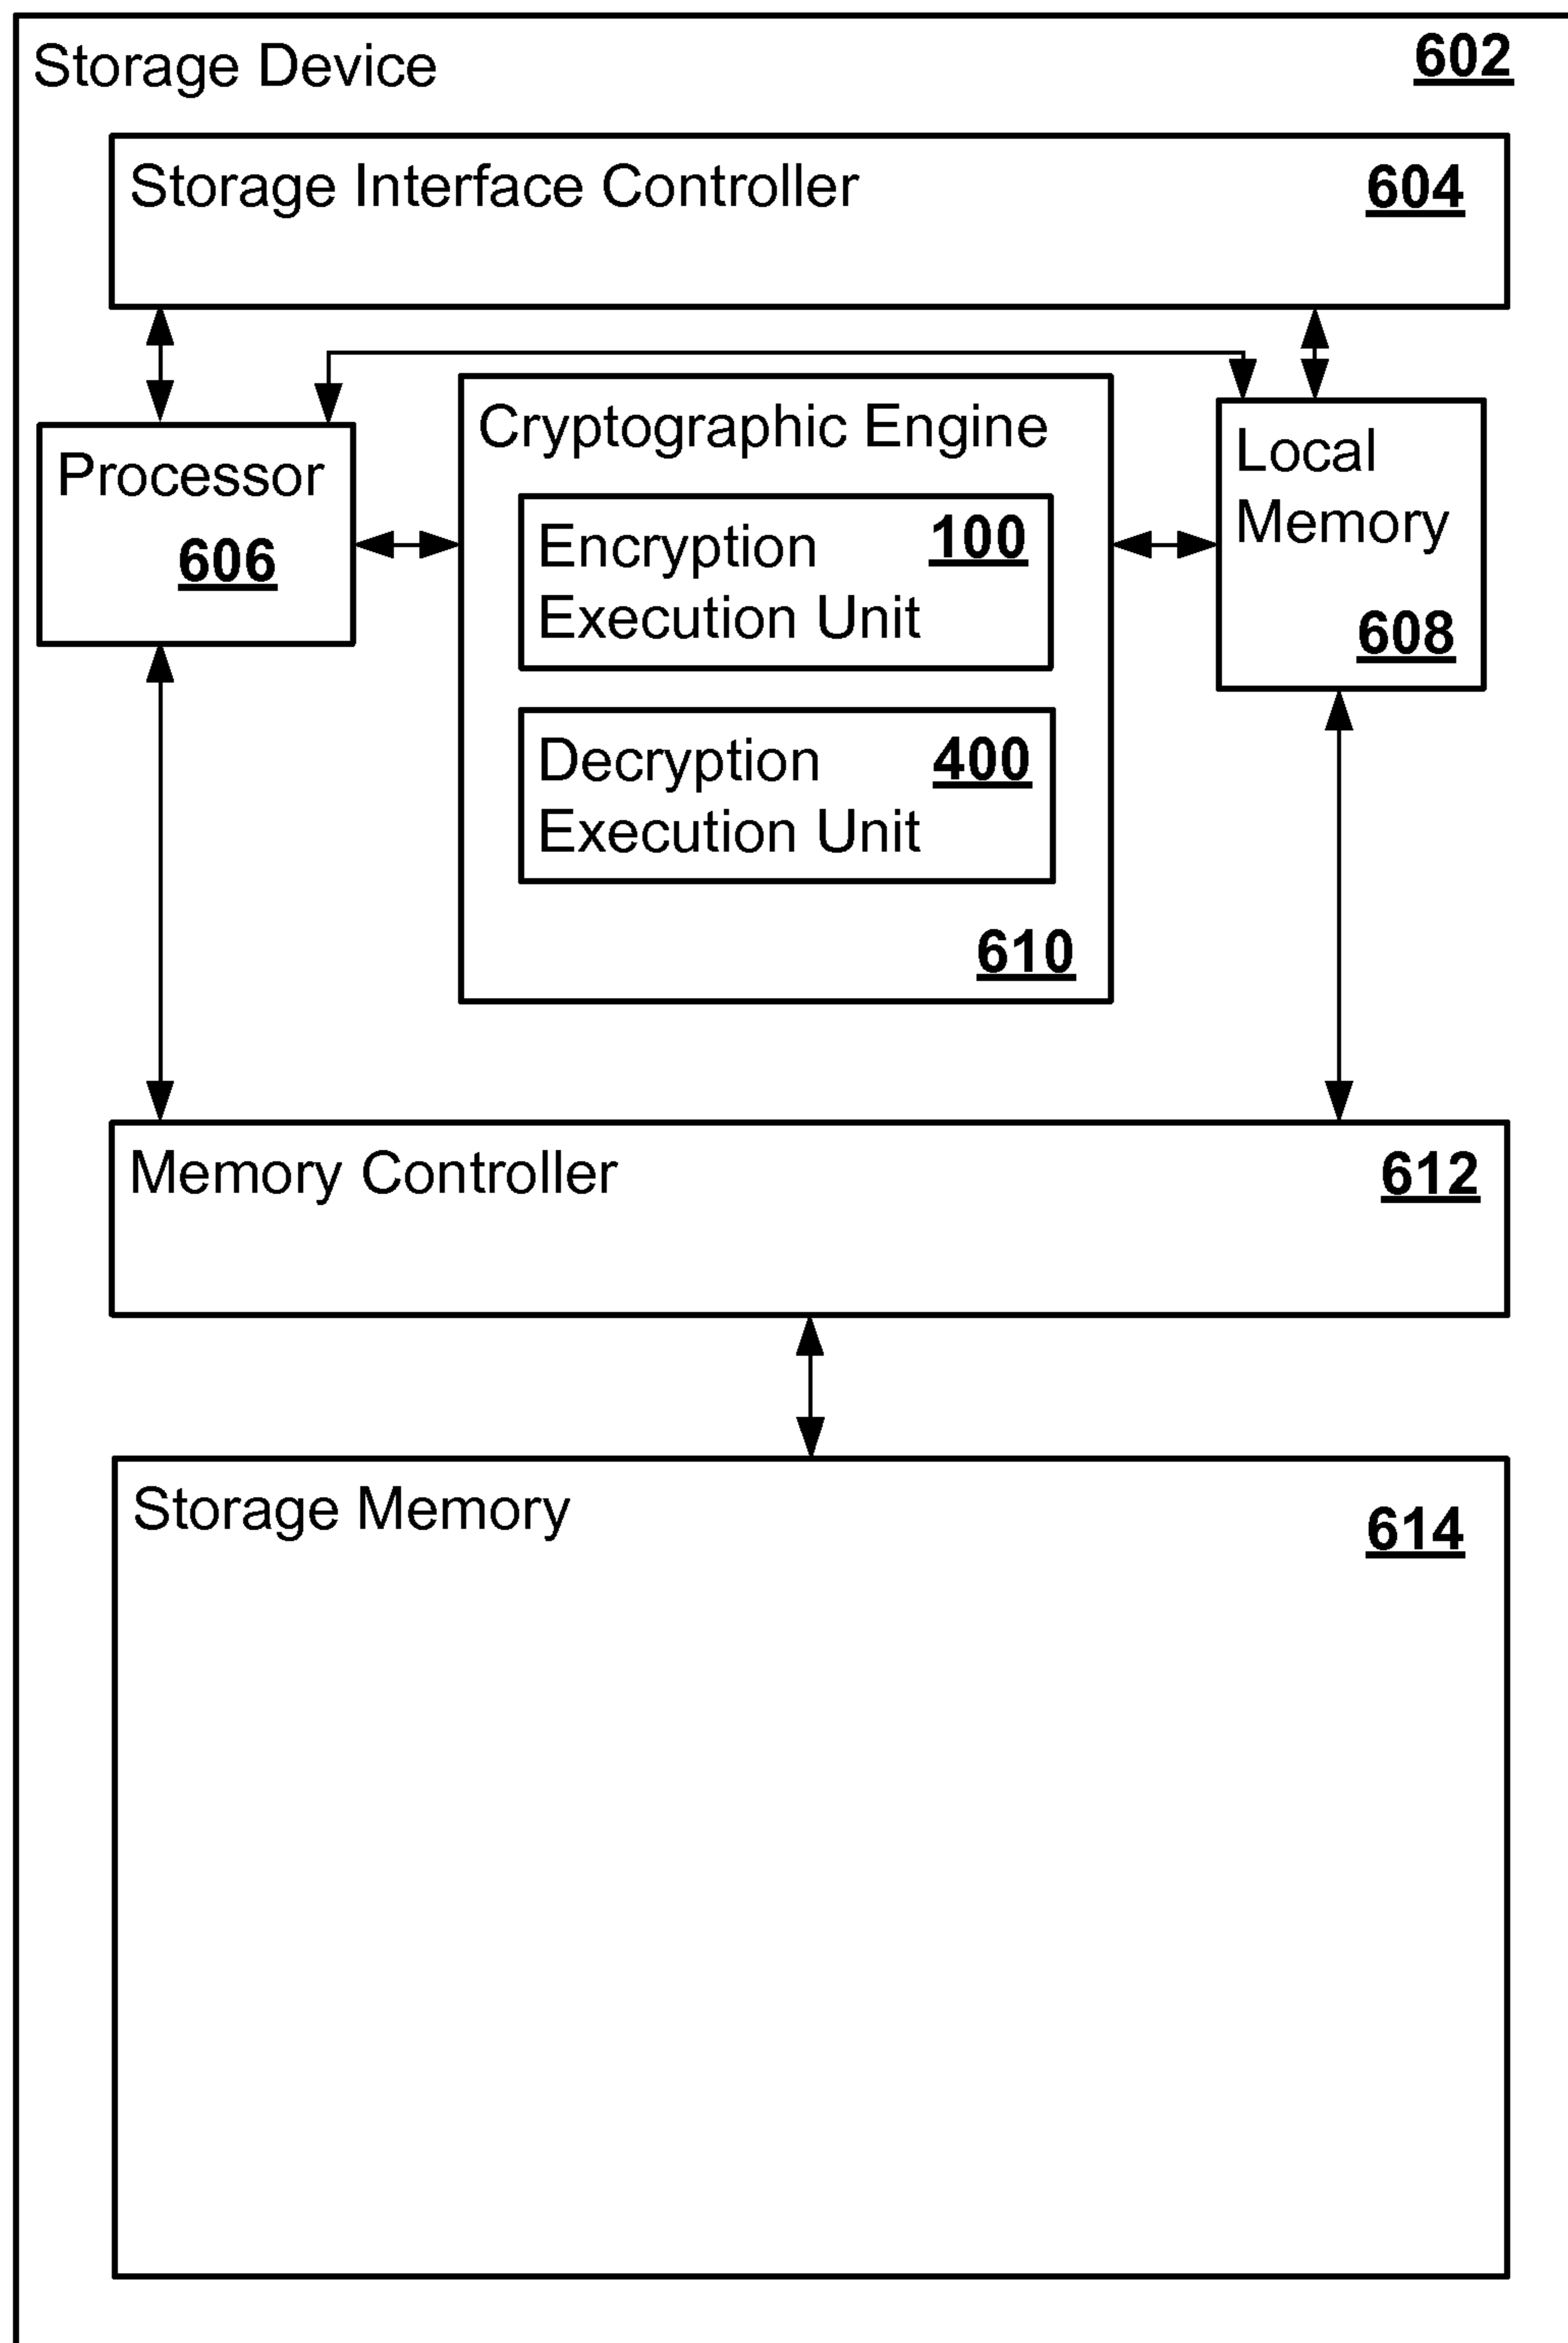 Storage Device 602
Storage Interface Controller 604
Processor
606
Cryptographic Engine
Encryption 100
Execution Unit
Decryption 400
Execution Unit
610
Local
Memory
608
Memory Controller 612
Storage Memory 614